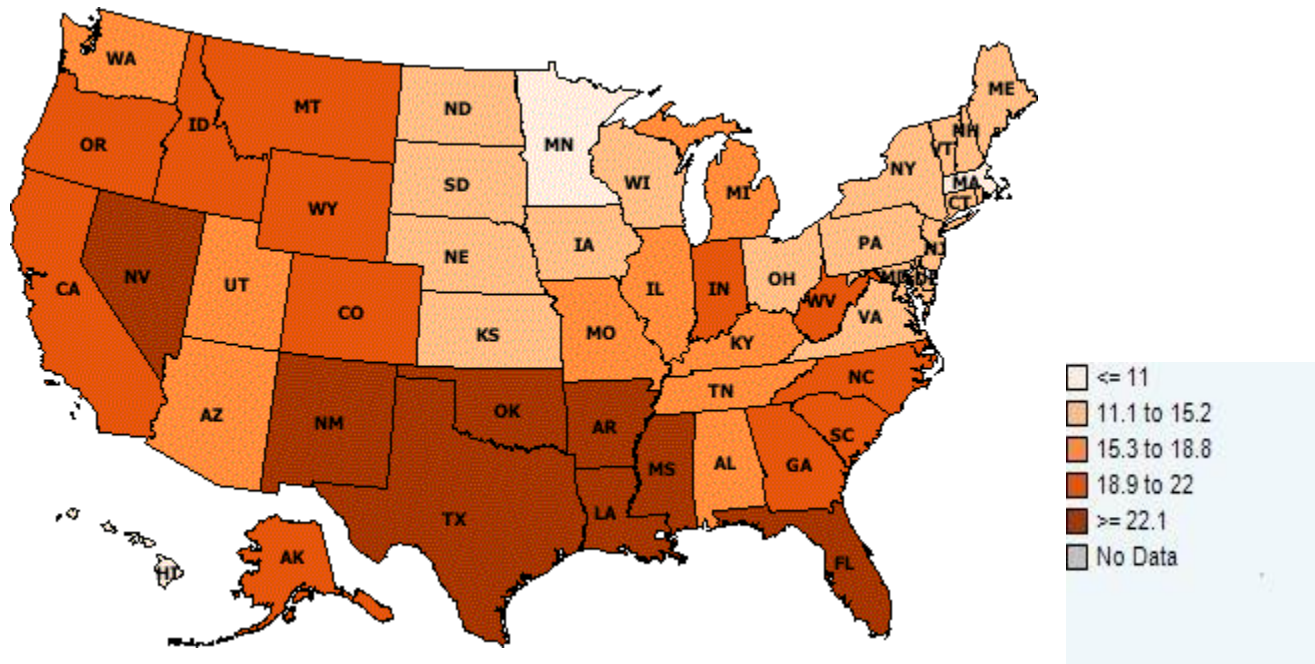 WA
MT
ND
MN
ME
OR
ID
SD
WI
MI
NY
VT
NH
MA
CT
WY
NE
IA
PA
NJ
NV
UT
CO
KS
IL
IN
OH
WV
VA
MD
DE
CA
MO
KY
AZ
NM
OK
AR
TN
NC
SC
TX
LA
MS
AL
GA
FL
AK
HI
<= 11
11.1 to 15.2
15.3 to 18.8
18.9 to 22
>= 22.1
No Data